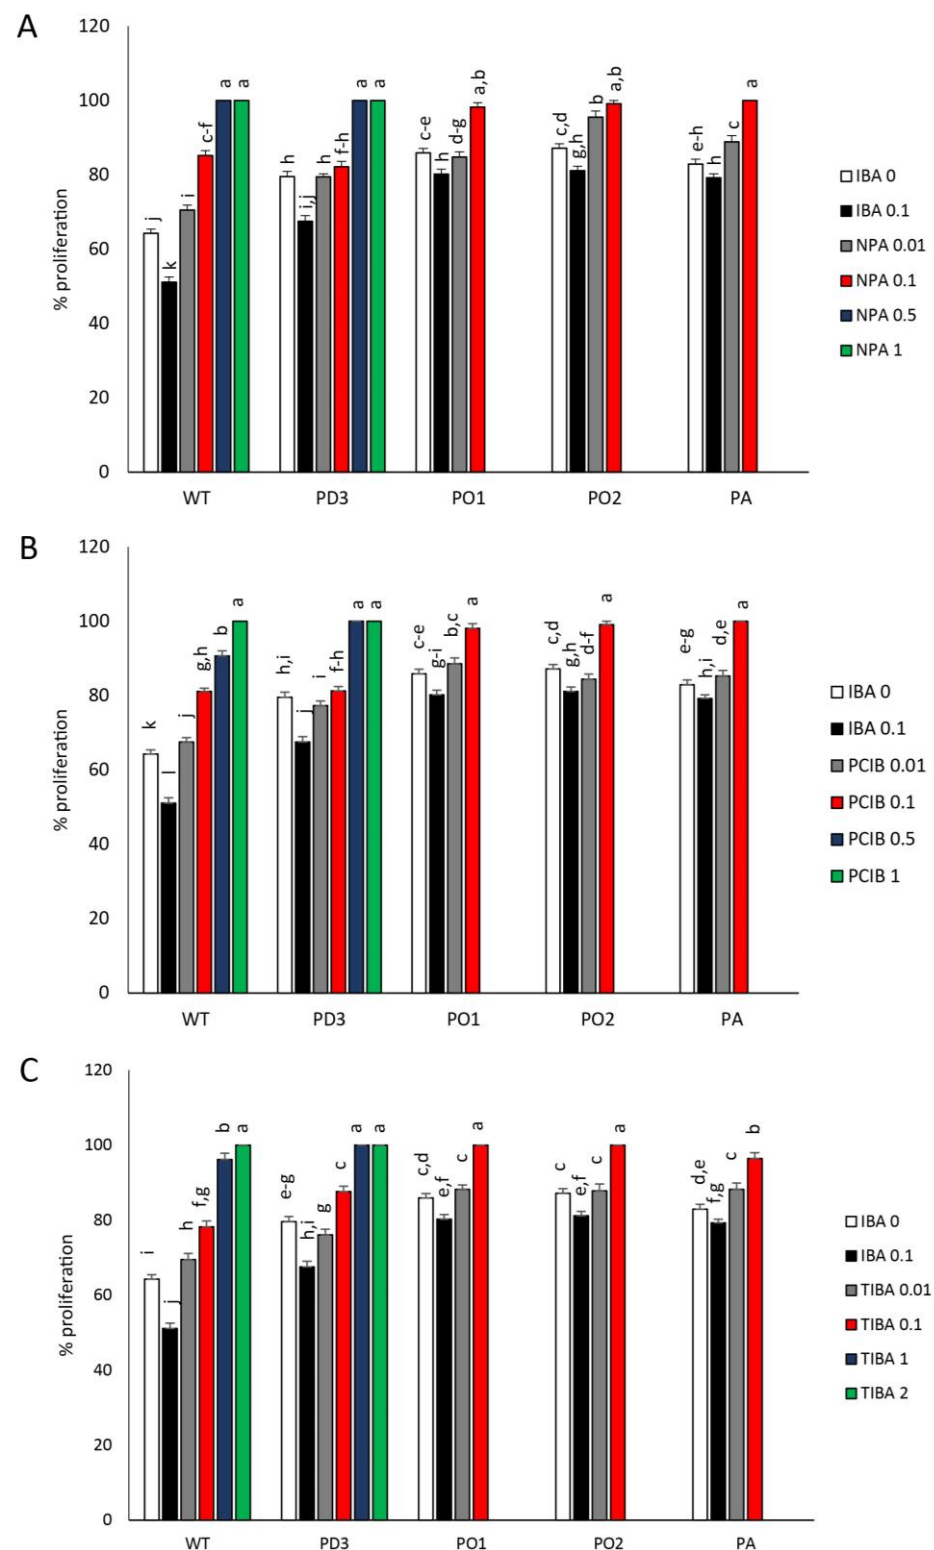 A
120
100
80
60
40
20
0
% proliferation
j
k
i
c-f
a
a
h
i,j
h
f-h
a
a
c-e
h
d-g
a,b
c,d
g,h
b
a,b
e-h
h
c
a
WT
PD3
PO1
PO2
PA
IBA 0
IBA 0.1
NPA 0.01
NPA 0.1
NPA 0.5
NPA 1
B
120
100
80
60
40
20
0
% proliferation
k
l
j
g,h
b
a
h,i
j
i
f-h
a
a
c-e
g-i
b,c
a
c,d
g,h
d-f
a
e-g
h,i
d,e
a
WT
PD3
PO1
PO2
PA
IBA 0
IBA 0.1
PCIB 0.01
PCIB 0.1
PCIB 0.5
PCIB 1
C
120
100
80
60
40
20
0
% proliferation
i
j
h
f,g
b
a
e-g
h,i
g
c
a
a
c,d
e,f
c
a
c
e,f
c
a
d,e
f,g
c
b
WT
PD3
PO1
PO2
PA
IBA 0
IBA 0.1
TIBA 0.01
TIBA 0.1
TIBA 1
TIBA 2